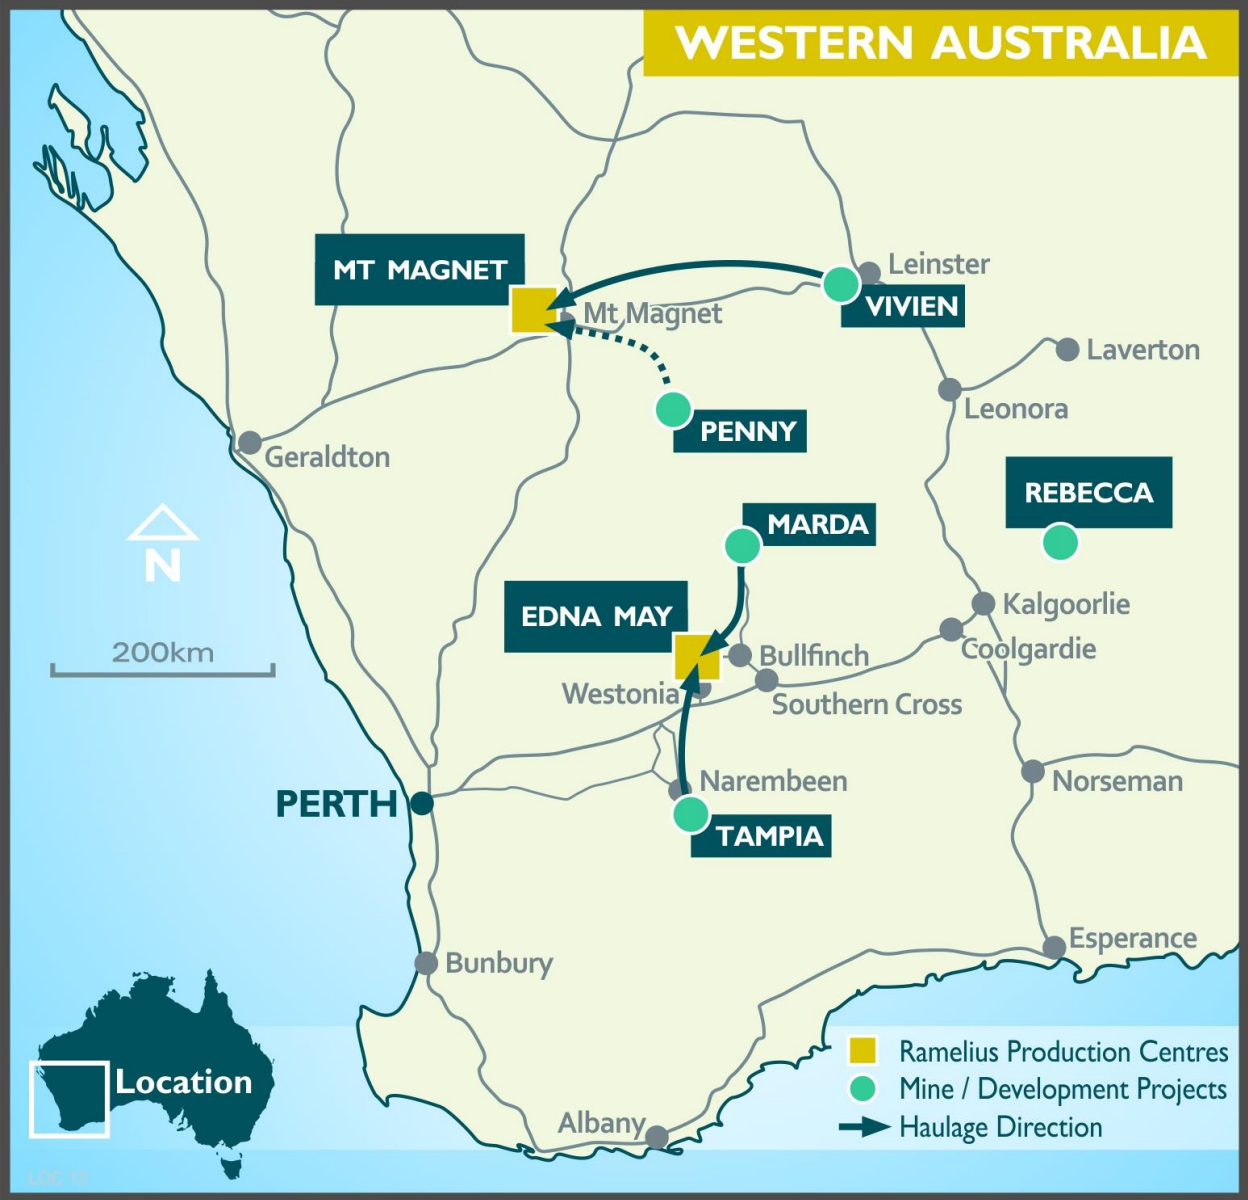 WESTERN AUSTRALIA
MT MAGNET
Leinster
VIVIEN
Mt Magnet
Laverton
Leonora
PENNY
Geraldton
REBECCA
MARDA
N
EDNA MAY
Kalgoorlie
200km
Coolgardie
Bullfinch
Westonia
Southern Cross
Narembeen
Norseman
PERTH
TAMPIA
Esperance
Bunbury
Location
Albany
Ramelius Production Centres
Mine / Development Projects
Haulage Direction